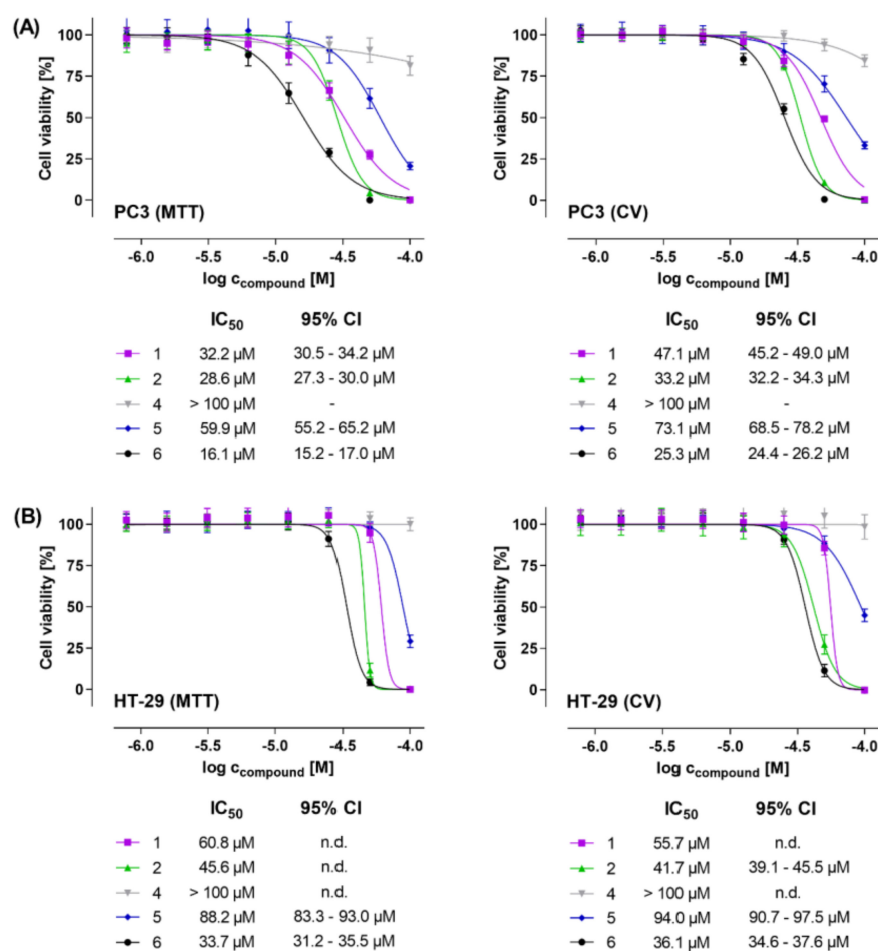 (A)
Cell viability [%]
100
75
50
25
0
PC3 (MTT)
-6.0 -5.5 -5.0 -4.5 -4.0
log c compound [M]
IC50 95% CI
1 32.2 µM 30.5 - 34.2 µM
2 28.6 µM 27.3 - 30.0 µM
4 > 100 µM -
5 59.9 µM 55.2 - 65.2 µM
6 16.1 µM 15.2 - 17.0 µM
Cell viability [%]
100
75
50
25
0
PC3 (CV)
-6.0 -5.5 -5.0 -4.5 -4.0
log c compound [M]
IC50 95% CI
1 47.1 µM 45.2 - 49.0 µM
2 33.2 µM 32.2 - 34.3 µM
4 > 100 µM -
5 73.1 µM 68.5 - 78.2 µM
6 25.3 µM 24.4 - 26.2 µM
(B)
Cell viability [%]
100
75
50
25
0
HT-29 (MTT)
-6.0 -5.5 -5.0 -4.5 -4.0
log c compound [M]
IC50 95% CI
1 60.8 µM n.d.
2 45.6 µM n.d.
4 > 100 µM n.d.
5 88.2 µM 83.3 - 93.0 µM
6 33.7 µM 31.2 - 35.5 µM
Cell viability [%]
100
75
50
25
0
HT-29 (CV)
-6.0 -5.5 -5.0 -4.5 -4.0
log c compound [M]
IC50 95% CI
1 55.7 µM n.d.
2 41.7 µM 39.1 - 45.5 µM
4 > 100 µM n.d.
5 94.0 µM 90.7 - 97.5 µM
6 36.1 µM 34.6 - 37.6 µM